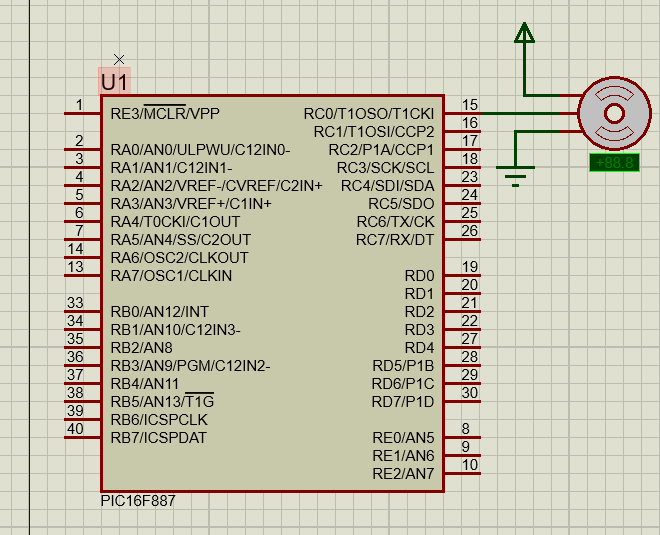 U1
1 RE3/MCLR/VPP RC0/T1OSO/T1CKI 15
RC1/T1OSI/CCP2 16
2 RA0/AN0/ULPWU/C12IN0- RC2/P1A/CCP1 17
3 RA1/AN1/C12IN1- RC3/SCK/SCL 18
4 RA2/AN2/VREF-/CVREF/C2IN+ RC4/SDI/SDA 23
5 RA3/AN3/VREF+/C1IN+ RC5/SDO 24
6 RA4/T0CKI/C1OUT RC6/TX/CK 25
7 RA5/AN4/SS/C2OUT RC7/RX/DT 26
14 RA6/OSC2/CLKOUT
13 RA7/OSC1/CLKIN RD0 19
RD1 20
33 RB0/AN12/INT RD2 21
34 RB1/AN10/C12IN3- RD3 22
35 RB2/AN8 RD4 27
36 RB3/AN9/PGM/C12IN2- RD5/P1B 28
37 RB4/AN11 RD6/P1C 29
38 RB5/AN13/T1G RD7/P1D 30
39 RB6/ICSPCLK
40 RB7/ICSPDAT RE0/AN5 8
RE1/AN6 9
RE2/AN7 10
PIC16F887
+88.8